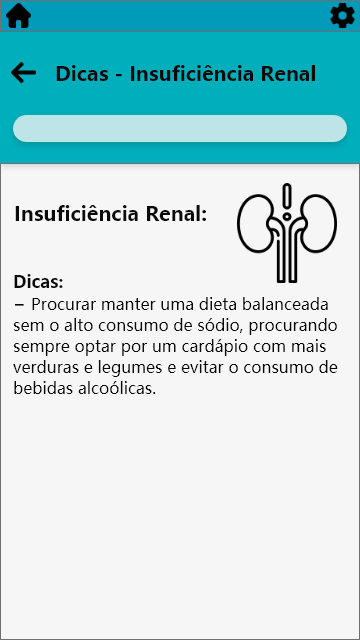 Dicas - Insuficiência Renal
Insuficiência Renal:
Dicas:
– Procurar manter uma dieta balanceada
sem o alto consumo de sódio, procurando
sempre optar por um cardápio com mais
verduras e legumes e evitar o consumo de
bebidas alcoólicas.